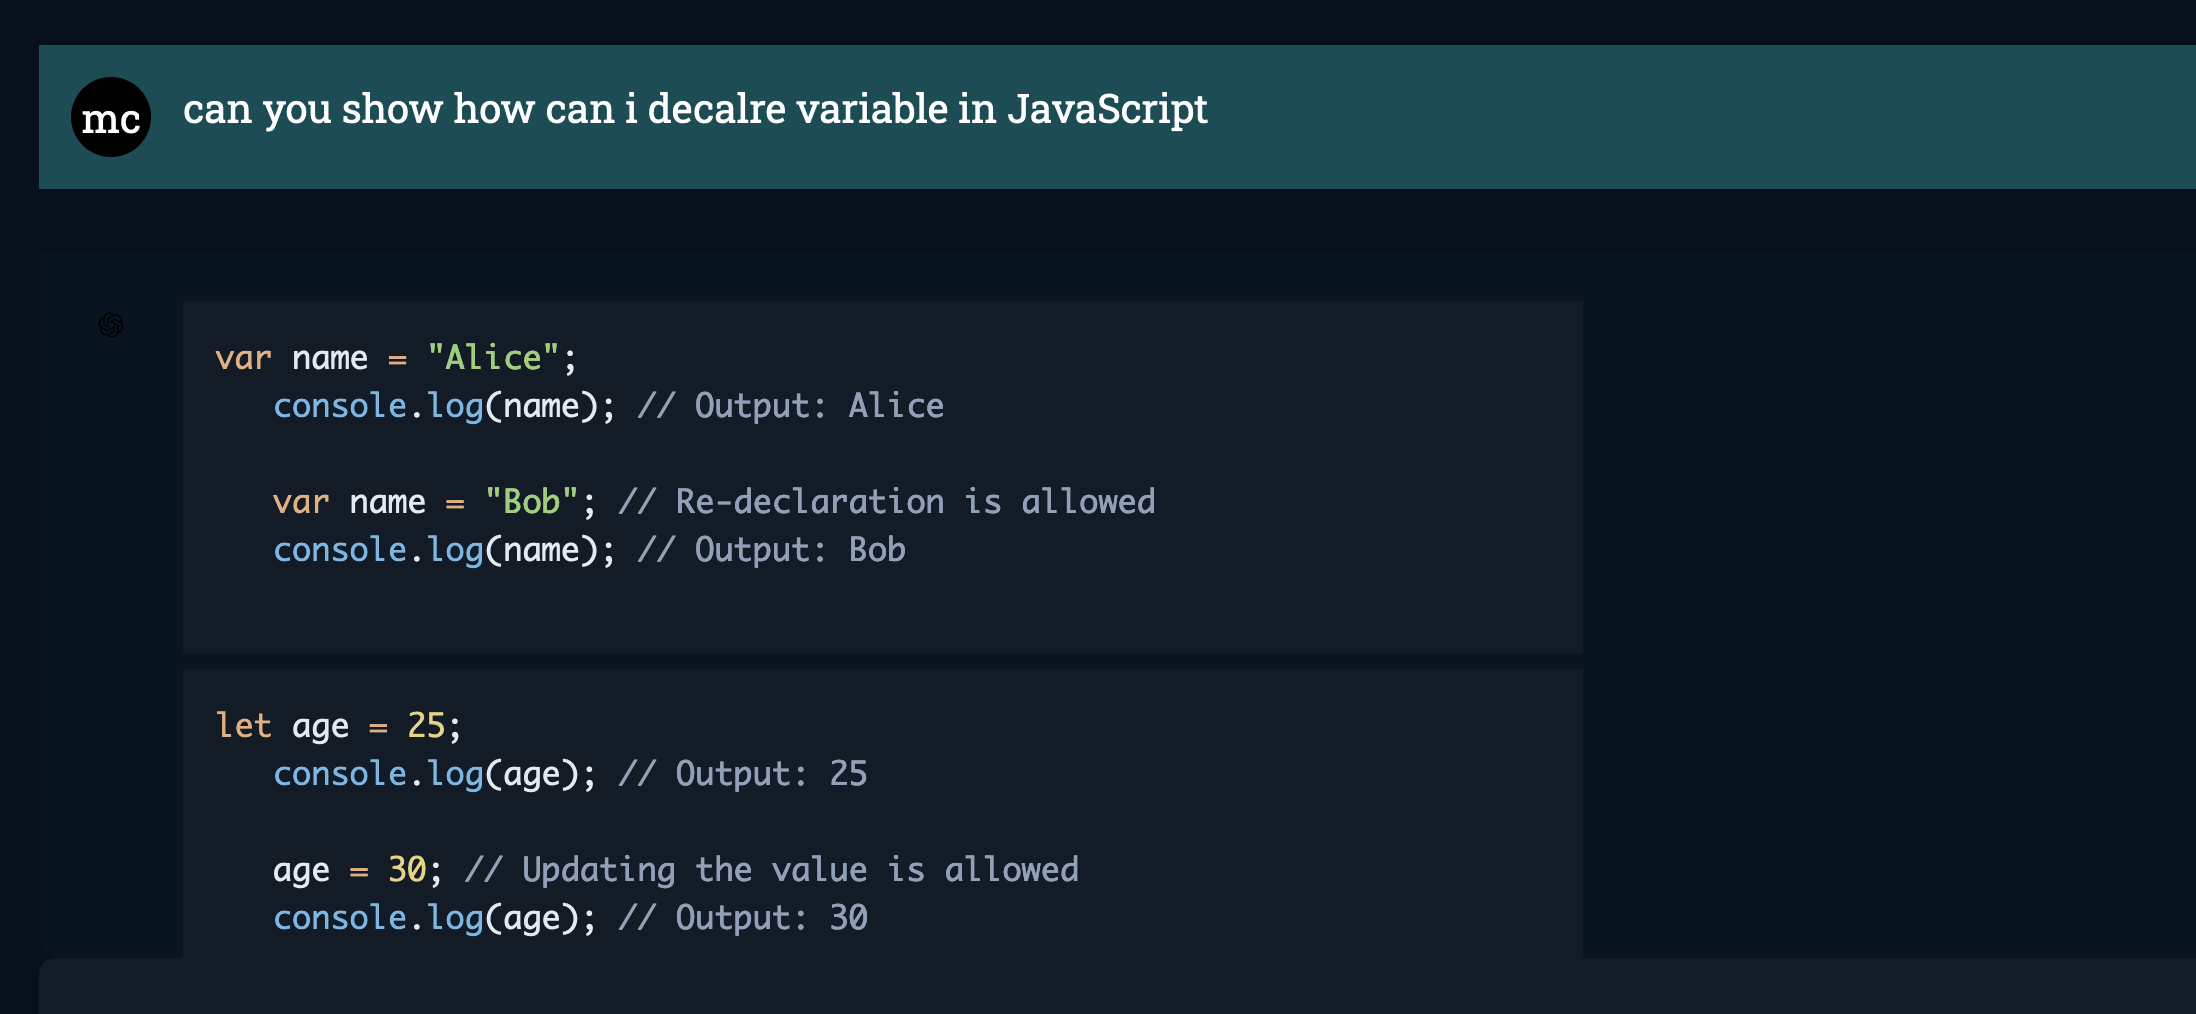 mc
can you show how can i decalre variable in JavaScript
var name = "Alice";
console.log(name); // Output: Alice
var name = "Bob"; // Re-declaration is allowed
console.log(name); // Output: Bob
let age = 25;
console.log(age); // Output: 25
age = 30; // Updating the value is allowed
console.log(age); // Output: 30